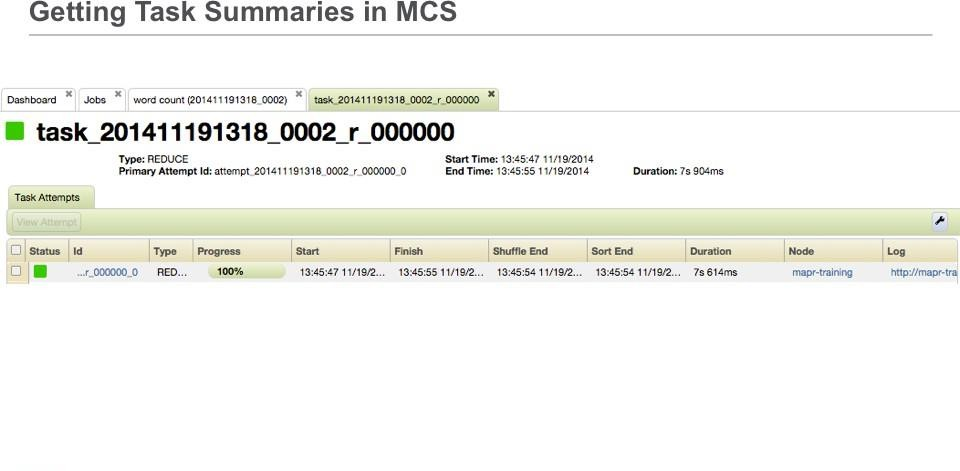 Getting Task Summaries in MCS
Dashboard Jobs word count (201411191318_0002) task_201411191318_0002_r_000000
task_201411191318_0002_r_000000
Type: REDUCE Start Time: 13:45:47 11/19/2014
Primary Attempt Id: attempt_201411191318_0002_r_000000_0 End Time: 13:45:55 11/19/2014 Duration: 7s 904ms
Task Attempts
View Attempt
Status Id Type Progress Start Finish Shuffle End Sort End Duration Node Log
...r_000000_0 RED... 100% 13:45:47 11/19/2... 13:45:55 11/19/2... 13:45:54 11/19/2... 13:45:54 11/19/2... 7s 614ms mapr-training http://mapr-tra